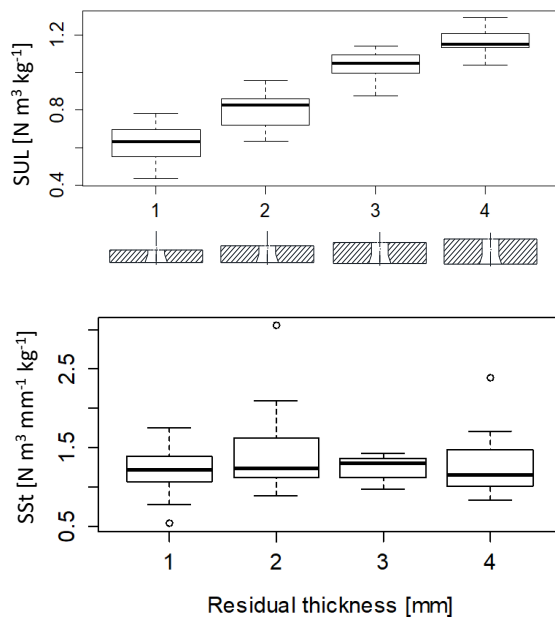 SUL [N m³ kg⁻¹]
1.2
0.8
0.4
1 2 3 4
SSt [N m³ mm⁻¹ kg⁻¹]
2.5
1.5
0.5
1 2 3 4
Residual thickness [mm]